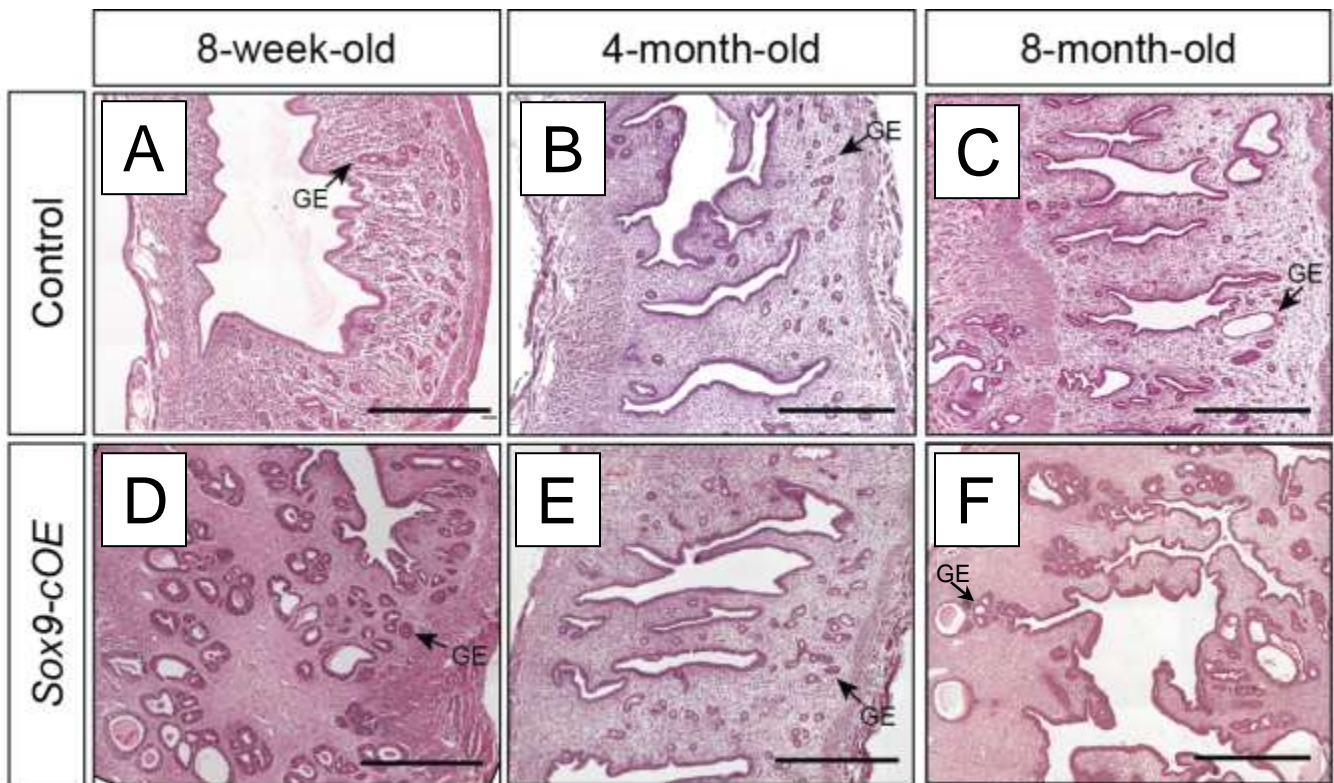 8-week-old
4-month-old
8-month-old
Control
A
GE
B
GE
C
GE
Sox9-cOE
D
GE
E
GE
F
GE